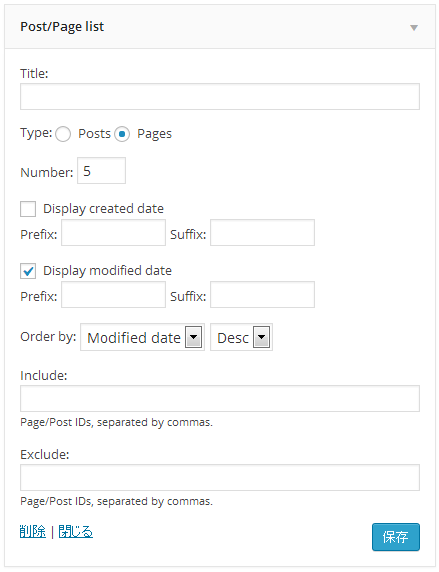 Post/Page list
Title:
Type: Posts Pages
Number: 5
Display created date
Prefix: Suffix:
Display modified date
Prefix: Suffix:
Order by: Modified date Desc
Include:
Page/Post IDs, separated by commas.
Exclude:
Page/Post IDs, separated by commas.
削除 | 閉じる 保存